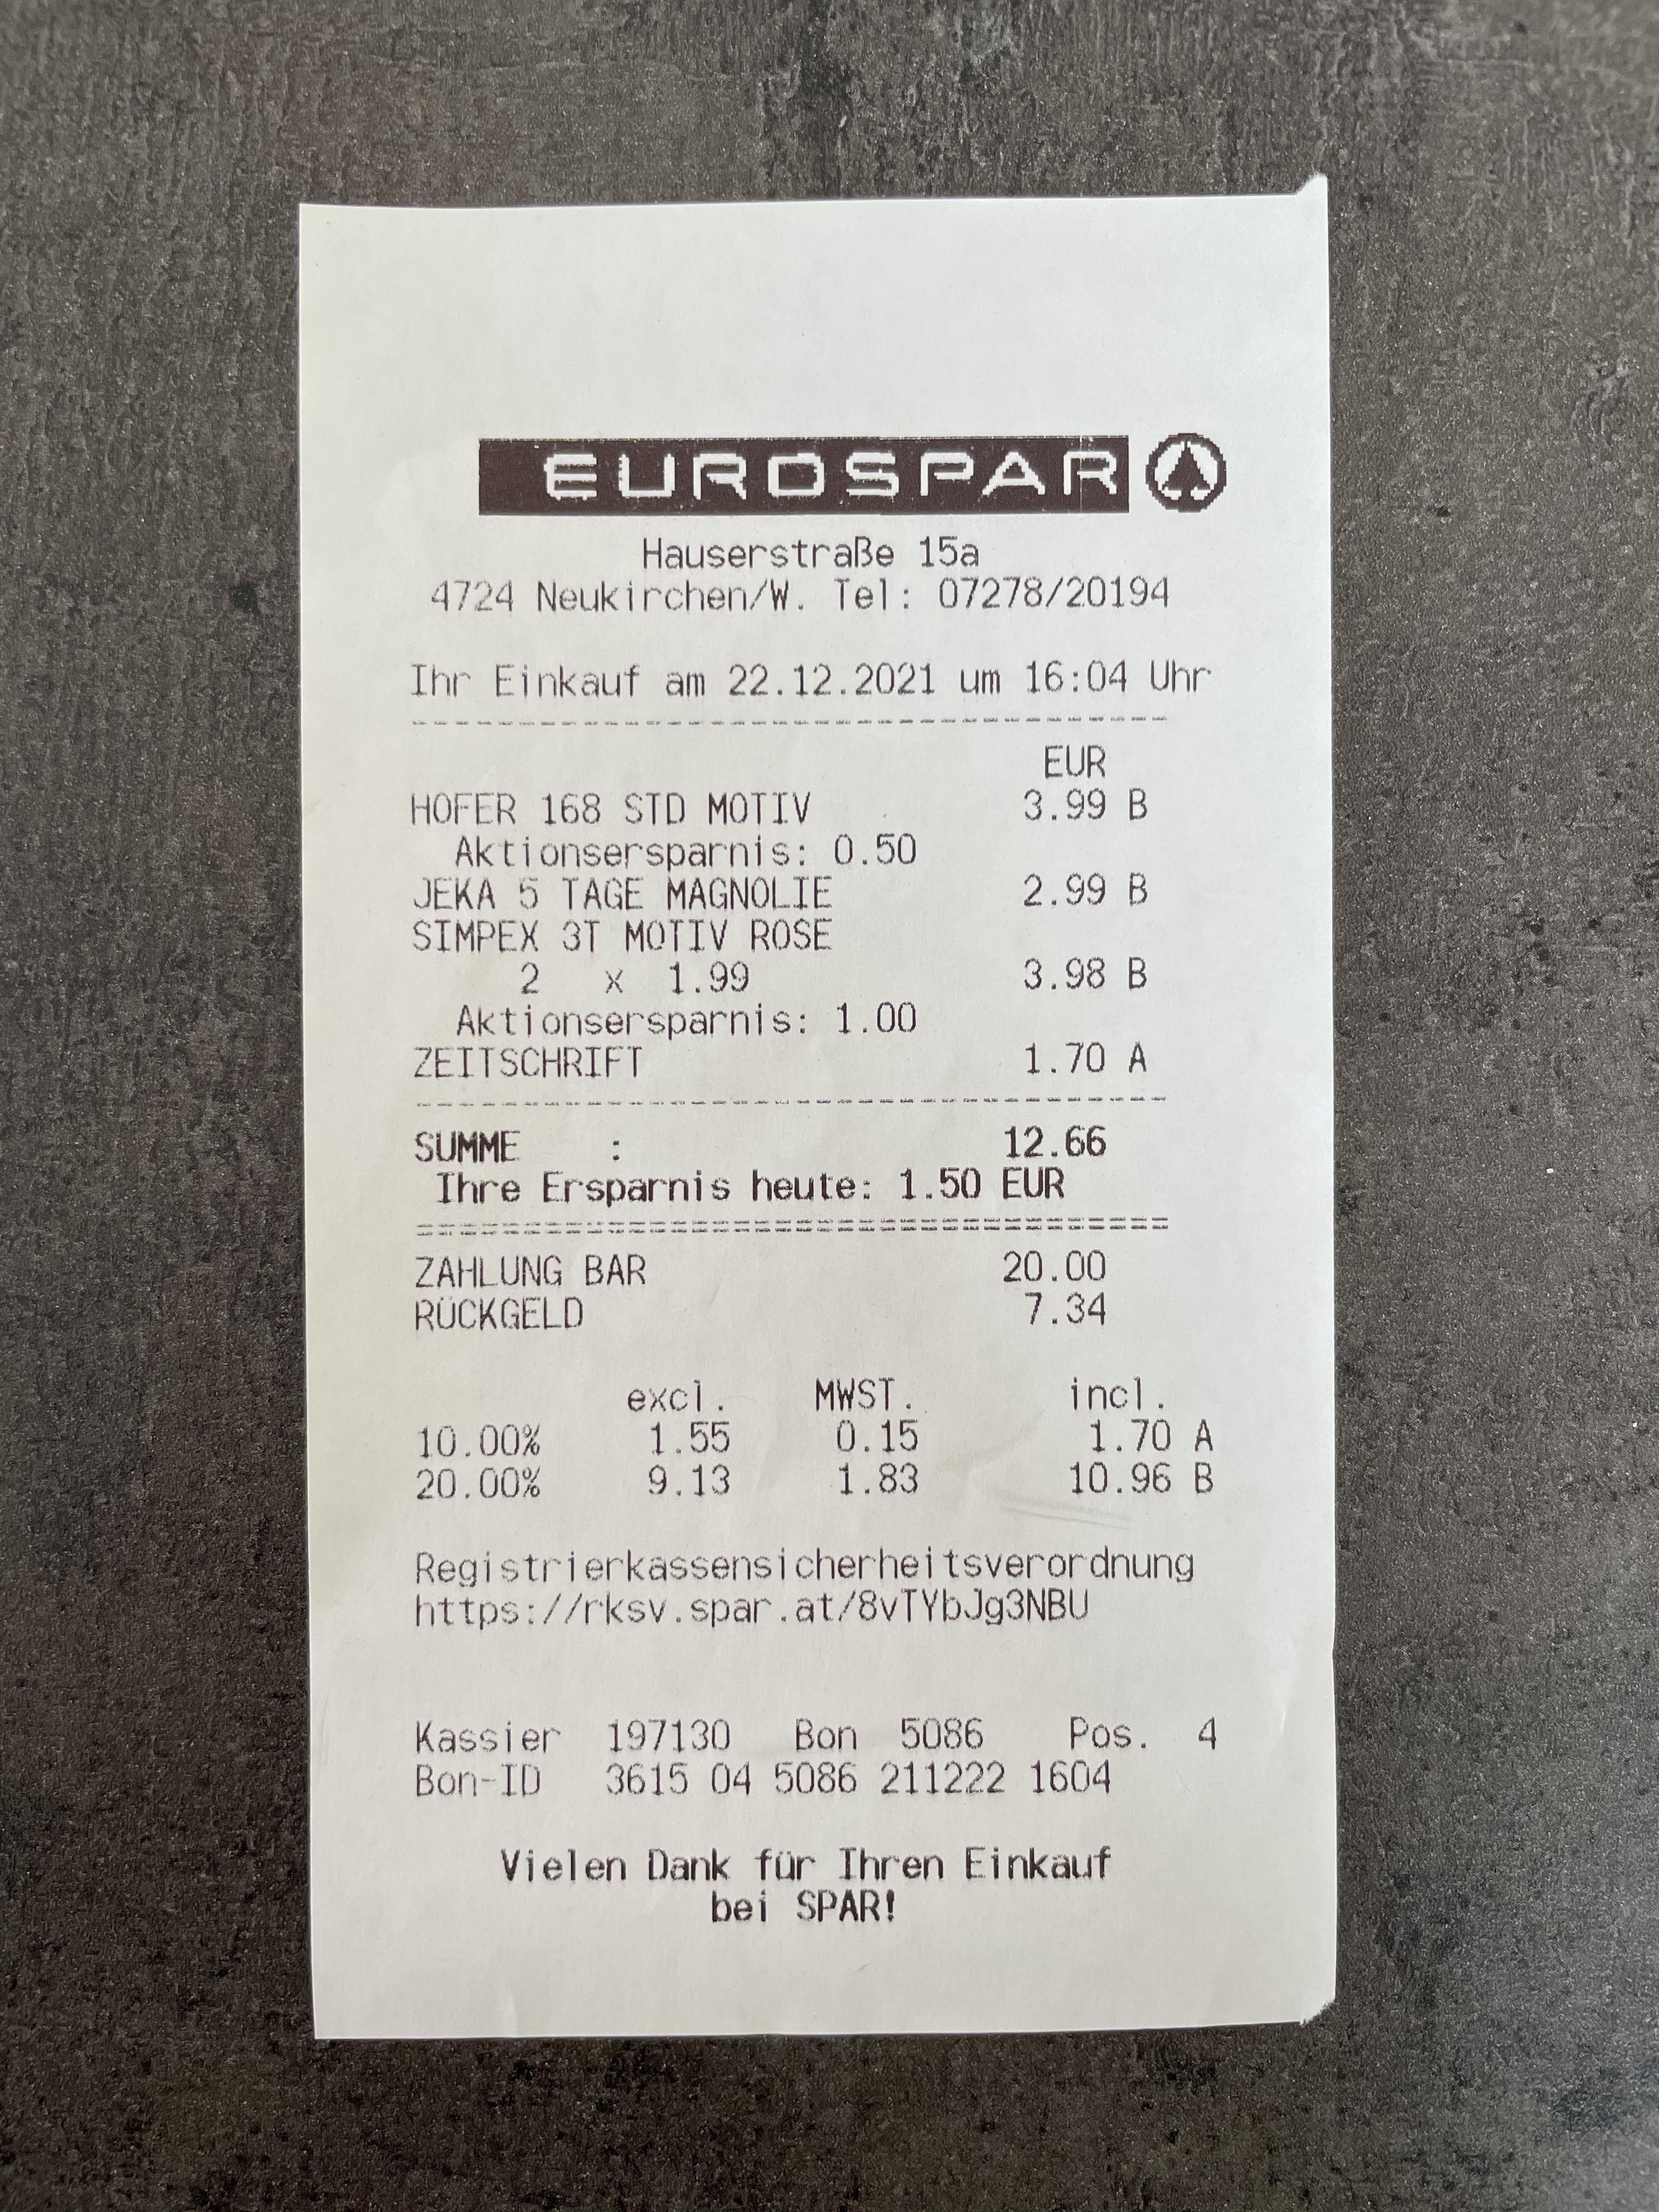 EUROSPAR
Hauserstraße 15a
4724 Neukirchen/W. Tel: 07278/20194
Ihr Einkauf am 22.12.2021 um 16:04 Uhr
EUR
HOFER 168 STD MOTIV 3.99 B
Aktionsersparnis: 0.50
JEKA 5 TAGE MAGNOLIE 2.99 B
SIMPEX 3T MOTIV ROSE
2 x 1.99 3.98 B
Aktionsersparnis: 1.00
ZEITSCHRIFT 1.70 A
SUMME : 12.66
Ihre Ersparnis heute: 1.50 EUR
ZAHLUNG BAR 20.00
RÜCKGELD 7.34
excl. MWST. incl.
10.00% 1.55 0.15 1.70 A
20.00% 9.13 1.83 10.96 B
Registrierkassensicherheitsverordnung
https://rksv.spar.at/8vTYbJg3NBU
Kassier 197130 Bon 5086 Pos. 4
Bon-ID 3615 04 5086 211222 1604
Vielen Dank für Ihren Einkauf
bei SPAR!